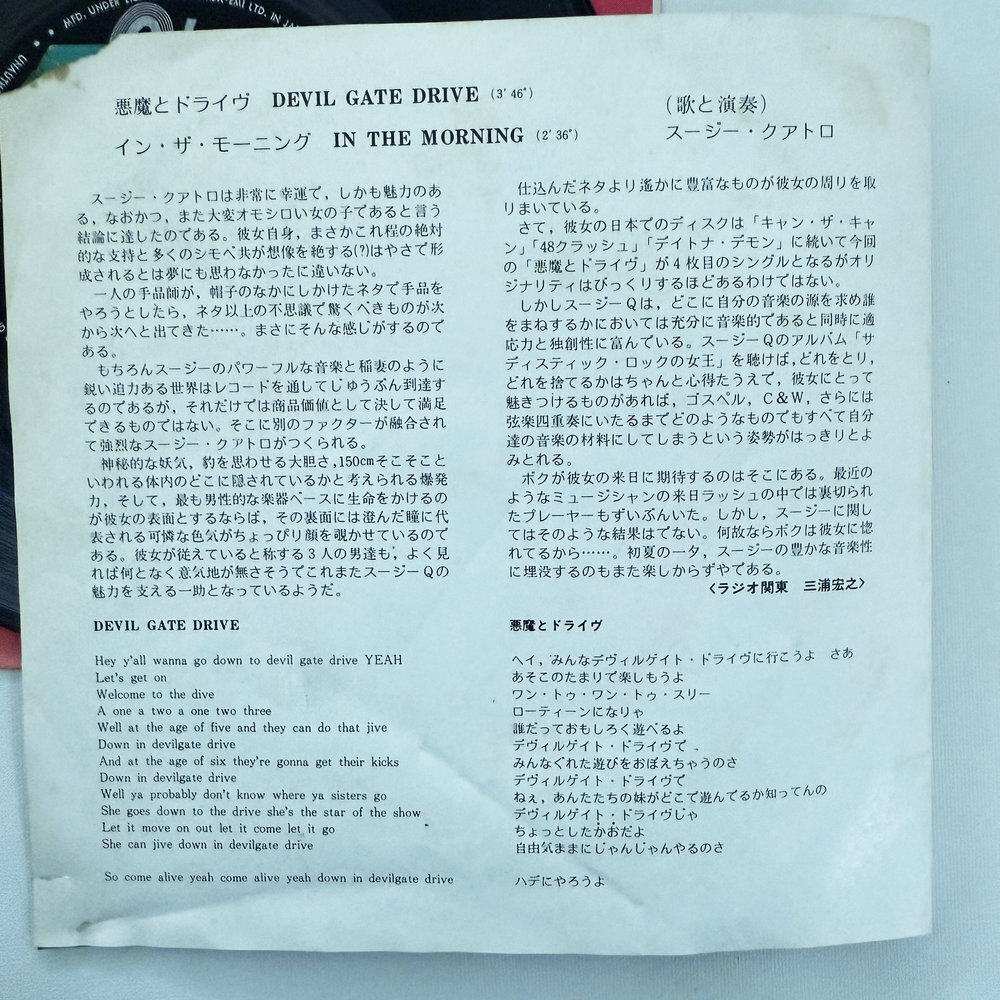 MFD. UNDER LIC
EMI LTD. IN JA
悪魔とドライヴ DEVIL GATE DRIVE (3'46")
イン・ザ・モーニング IN THE MORNING (2'36")
(歌と演奏)
スージー・クアトロ
スージー・クアトロは非常に幸運で，しかも魅力のあ
る，なおかつ，また大変オモシロい女の子であると言う
結論に達したのである。彼女自身，まさかこれ程の絶対
的な支持と多くのシモベ共が想像を絶する(?)はやさで形
成されるとは夢にも思わなかったに違いない。
一人の手品師が，帽子のなかにしかけたネタで手品を
やろうとしたら，ネタ以上の不思議で驚くべきものが次
から次へと出てきた……。まさにそんな感じがするので
ある。
もちろんスージーのパワーフルな音楽と稲妻のように
鋭い迫力ある世界はレコードを通してじゅうぶん到達す
るのであるが，それだけでは商品価値として決して満足
できるものではない。そこに別のファクターが融合され
て強烈なスージー・クアトロがつくられる。
神秘的な妖気，豹を思わせる大胆さ,150cmそこそこと
いわれる体内のどこに隠されているかと考えられる爆発
力，そして，最も男性的な楽器ベースに生命をかけるの
が彼女の表面とするならば，その裏面には澄んだ瞳に代
表される可憐な色気がちょっぴり顔を覗かせているので
ある。彼女が従えていると称する3人の男達も，よく見
れば何となく意気地が無さそうでこれまたスージーQの
魅力を支える一助となっているようだ。
仕込んだネタより遙かに豊富なものが彼女の周りを取
りまいている。
さて，彼女の日本でのディスクは「キャン・ザ・キャ
ン」「48クラッシュ」「デイトナ・デモン」に続いて今回
の「悪魔とドライヴ」が4枚目のシングルとなるがオリ
ジナリティはびっくりするほどあるわけではない。
しかしスージーQは，どこに自分の音楽の源を求め誰
をまねするかにおいては充分に音楽的であると同時に適
応力と独創性に富んている。スージーQのアルバム「サ
ディスティック・ロックの女王」を聴けば,どれをとり,
どれを捨てるかはちゃんと心得たうえで，彼女にとって
魅きつけるものがあれば，ゴスペル，C＆W，さらには
弦楽四重奏にいたるまでどのようなものでもすべて自分
達の音楽の材料にしてしまうという姿勢がはっきりとよ
みとれる。
ボクが彼女の来日に期待するのはそこにある。最近の
ようなミュージシャンの来日ラッシュの中では裏切られ
たプレーヤーもずいぶんいた。しかし，スージーに関し
てはそのような結果はでない。何故ならボクは彼女に惚
れてるから……。初夏の一夕，スージーの豊かな音楽性
に埋没するのもまた楽しからずやである。
〈ラジオ関東　三浦宏之〉
DEVIL GATE DRIVE
Hey y'all wanna go down to devil gate drive YEAH
Let's get on
Welcome to the dive
A one a two a one two three
Well at the age of five and they can do that jive
Down in devilgate drive
And at the age of six they're gonna get their kicks
Down in devilgate drive
Well ya probably don't know where ya sisters go
She goes down to the drive she's the star of the show
Let it move on out let it come let it go
She can jive down in devilgate drive
So come alive yeah come alive yeah down in devilgate drive
悪魔とドライヴ
ヘイ，みんなデヴィルゲイト・ドライヴに行こうよ　さあ
あそこのたまりで楽しもうよ
ワン・トゥ・ワン・トゥ・スリー
ローティーンになりゃ
誰だっておもしろく遊べるよ
デヴィルゲイト・ドライヴで
みんなぐれた遊びをおぼえちゃうのさ
デヴィルゲイト・ドライヴで
ねぇ，あんたたちの妹がどこで遊んでるか知ってんの
デヴィルゲイト・ドライヴじゃ
ちょっとしたかおだよ
自由気ままにじゃんじゃんやるのさ
ハデにやろうよ